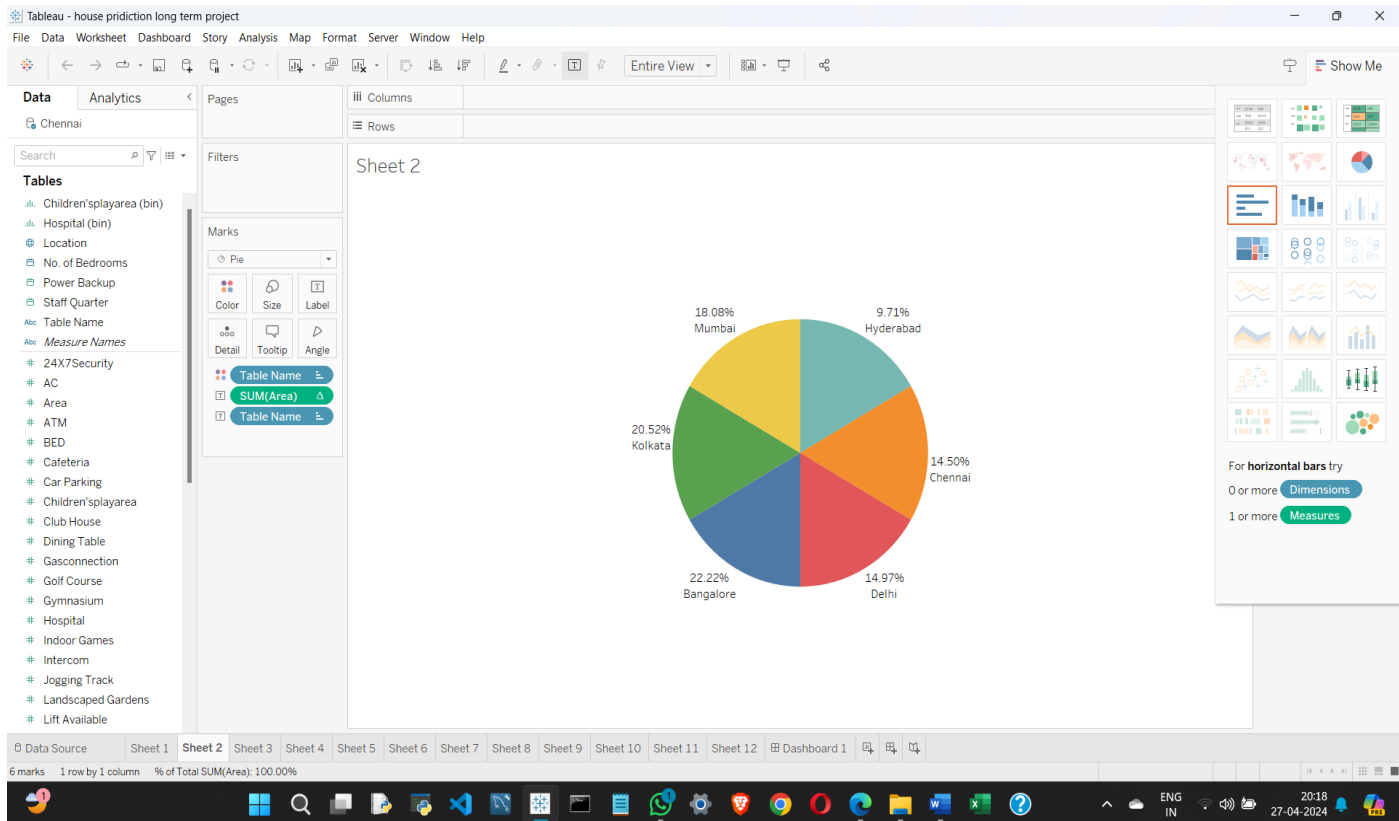 Tableau - house pridiction long term project
File Data Worksheet Dashboard Story Analysis Map Format Server Window Help
Entire View
Show Me
Data Analytics
Chennai
Search
Tables
Children'splayarea (bin)
Hospital (bin)
Location
No. of Bedrooms
Power Backup
Staff Quarter
Abc Table Name
Abc Measure Names
# 24X7Security
# AC
# Area
# ATM
# BED
# Cafeteria
# Car Parking
# Children'splayarea
# Club House
# Dining Table
# Gasconnection
# Golf Course
# Gymnasium
# Hospital
# Indoor Games
# Intercom
# Jogging Track
# Landscaped Gardens
# Lift Available
Pages
Filters
Marks
Pie
Color Size Label
Detail Tooltip Angle
Table Name
SUM(Area) Δ
Table Name
Columns
Rows
Sheet 2
18.08%
Mumbai
9.71%
Hyderabad
20.52%
Kolkata
14.50%
Chennai
22.22%
Bangalore
14.97%
Delhi
For horizontal bars try
0 or more Dimensions
1 or more Measures
Data Source Sheet 1 Sheet 2 Sheet 3 Sheet 4 Sheet 5 Sheet 6 Sheet 7 Sheet 8 Sheet 9 Sheet 10 Sheet 11 Sheet 12 Dashboard 1
6 marks 1 row by 1 column % of Total SUM(Area): 100.00%
1
1
ENG
IN
20:18
27-04-2024
PRE